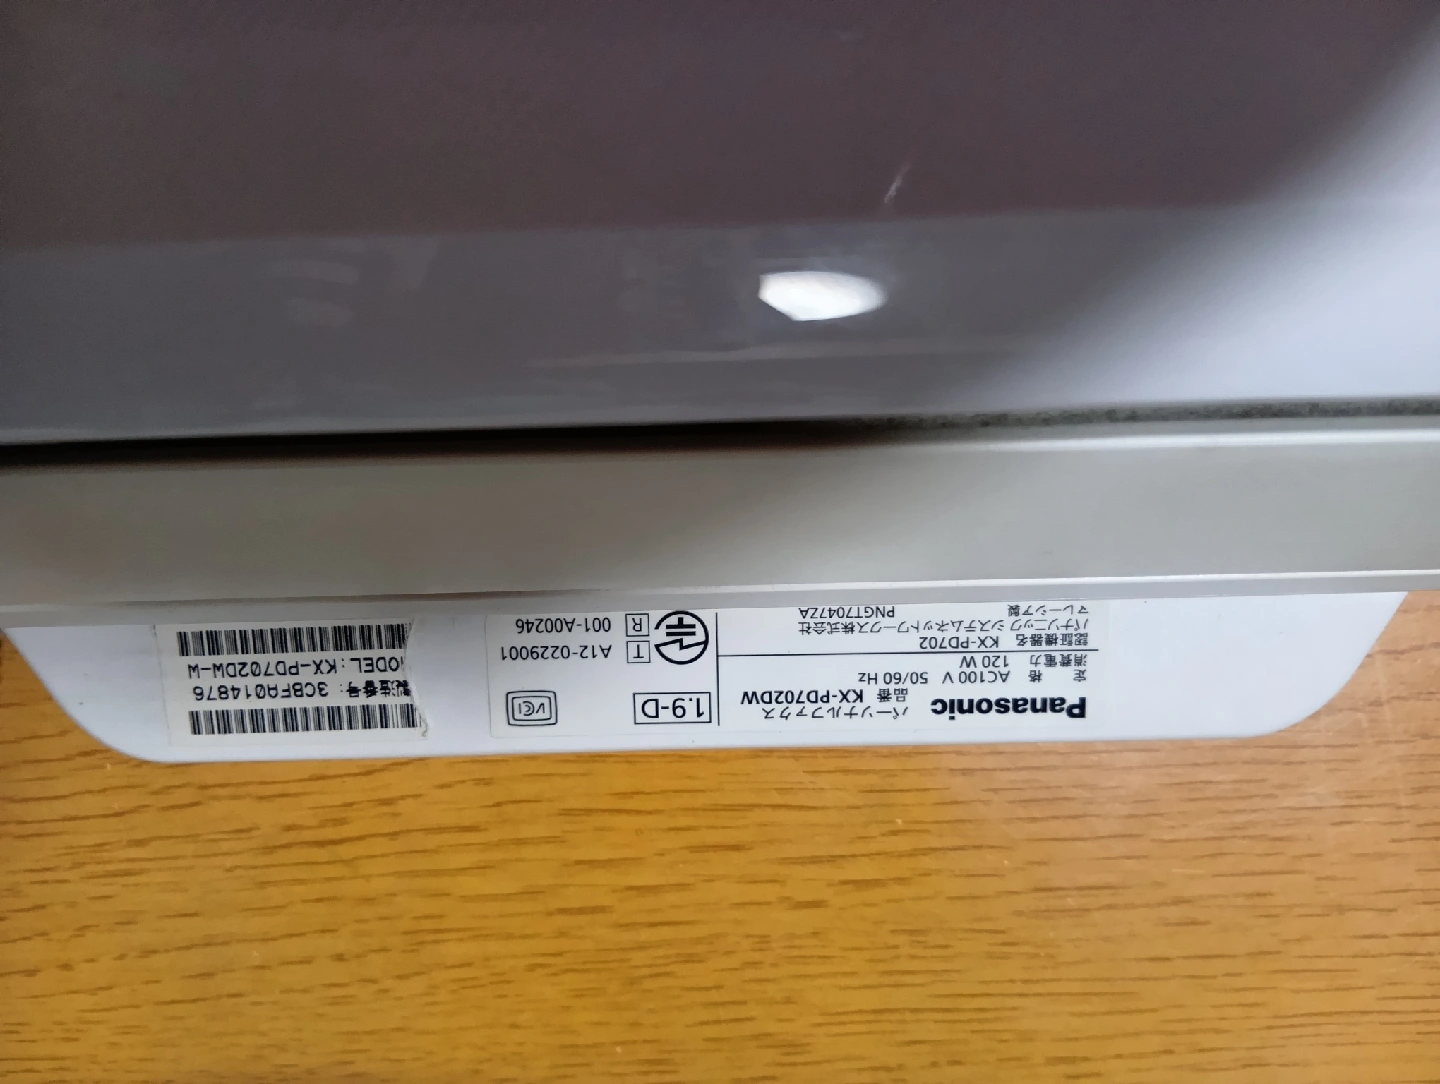 Panasonic パーソナルファクス
品番 KX-PD702DW
定 格 AC100 V 50/60 Hz
消費電力 120 W
認証機器名 KX-PD702
パナソニック システムネットワークス株式会社
マレーシア製 PNGT7047ZA
1.9-D
VCI
T A12-0229001
R 001-A00246
製造番号: 3CBFA014876
ODEL:KX-PD702DW-W